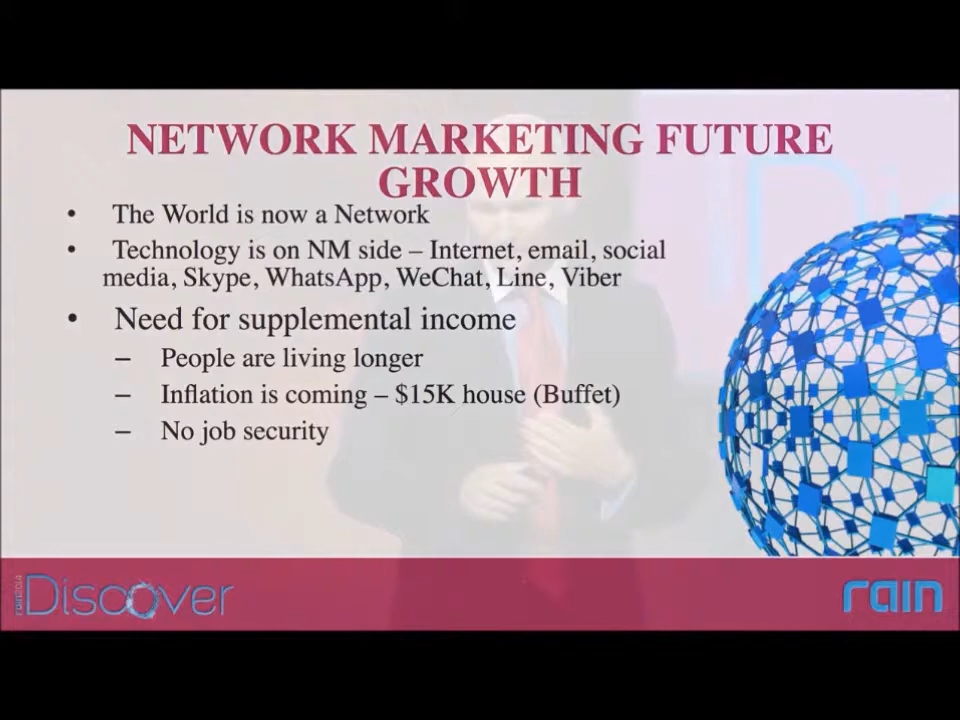 NETWORK MARKETING FUTURE
GROWTH
• The World is now a Network
• Technology is on NM side – Internet, email, social
media, Skype, WhatsApp, WeChat, Line, Viber
• Need for supplemental income
– People are living longer
– Inflation is coming – $15K house (Buffet)
– No job security
rain2014
Discover
rain
Dis